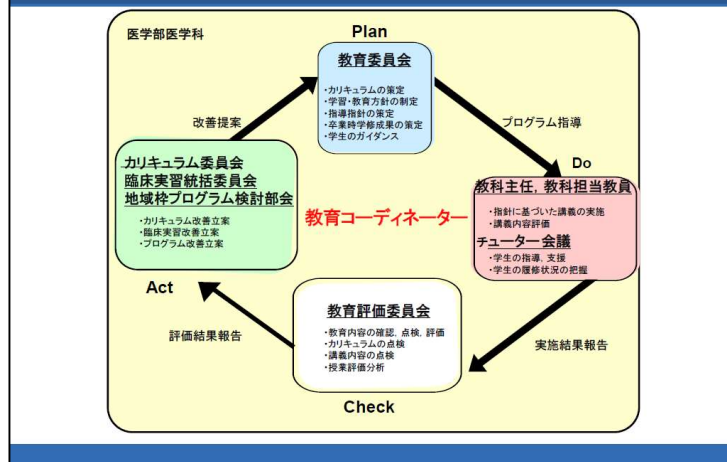 医学部医学科
Plan
教育委員会
・カリキュラムの策定
・学習・教育方針の制定
・指導指針の策定
・卒業時学修成果の策定
・学生のガイダンス
改善提案
プログラム指導
Do
カリキュラム委員会
臨床実習統括委員会
地域枠プログラム検討部会
・カリキュラム改善立案
・臨床実習改善立案
・プログラム改善立案
教育コーディネーター
教科主任，教科担当教員
・指針に基づいた講義の実施
・講義内容評価
チューター会議
・学生の指導，支援
・学生の履修状況の把握
Act
教育評価委員会
・教育内容の確認，点検，評価
・カリキュラムの点検
・講義内容の点検
・授業評価分析
評価結果報告
実施結果報告
Check